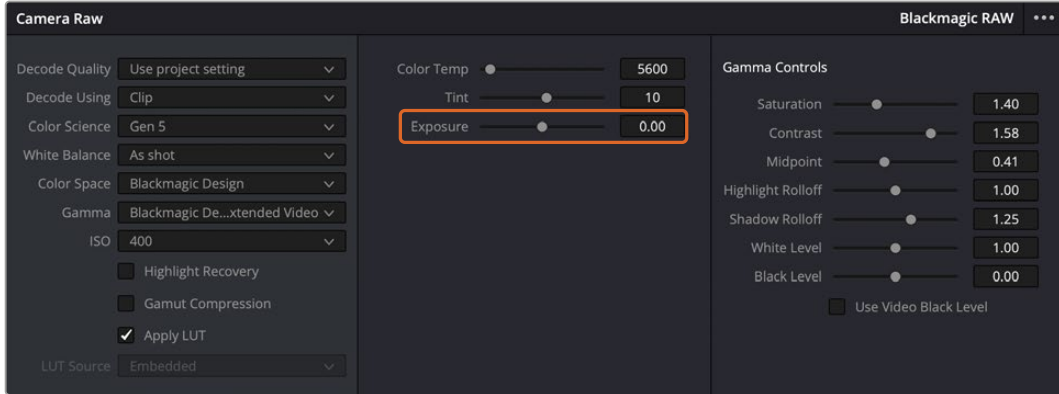 Camera Raw
Blackmagic RAW
Decode Quality Use project setting
Decode Using Clip
Color Science Gen 5
White Balance As shot
Color Space Blackmagic Design
Gamma Blackmagic De...xtended Video
ISO 400
Highlight Recovery
Gamut Compression
Apply LUT
LUT Source Embedded
Color Temp 5600
Tint 10
Exposure 0.00
Gamma Controls
Saturation 1.40
Contrast 1.58
Midpoint 0.41
Highlight Rolloff 1.00
Shadow Rolloff 1.25
White Level 1.00
Black Level 0.00
Use Video Black Level